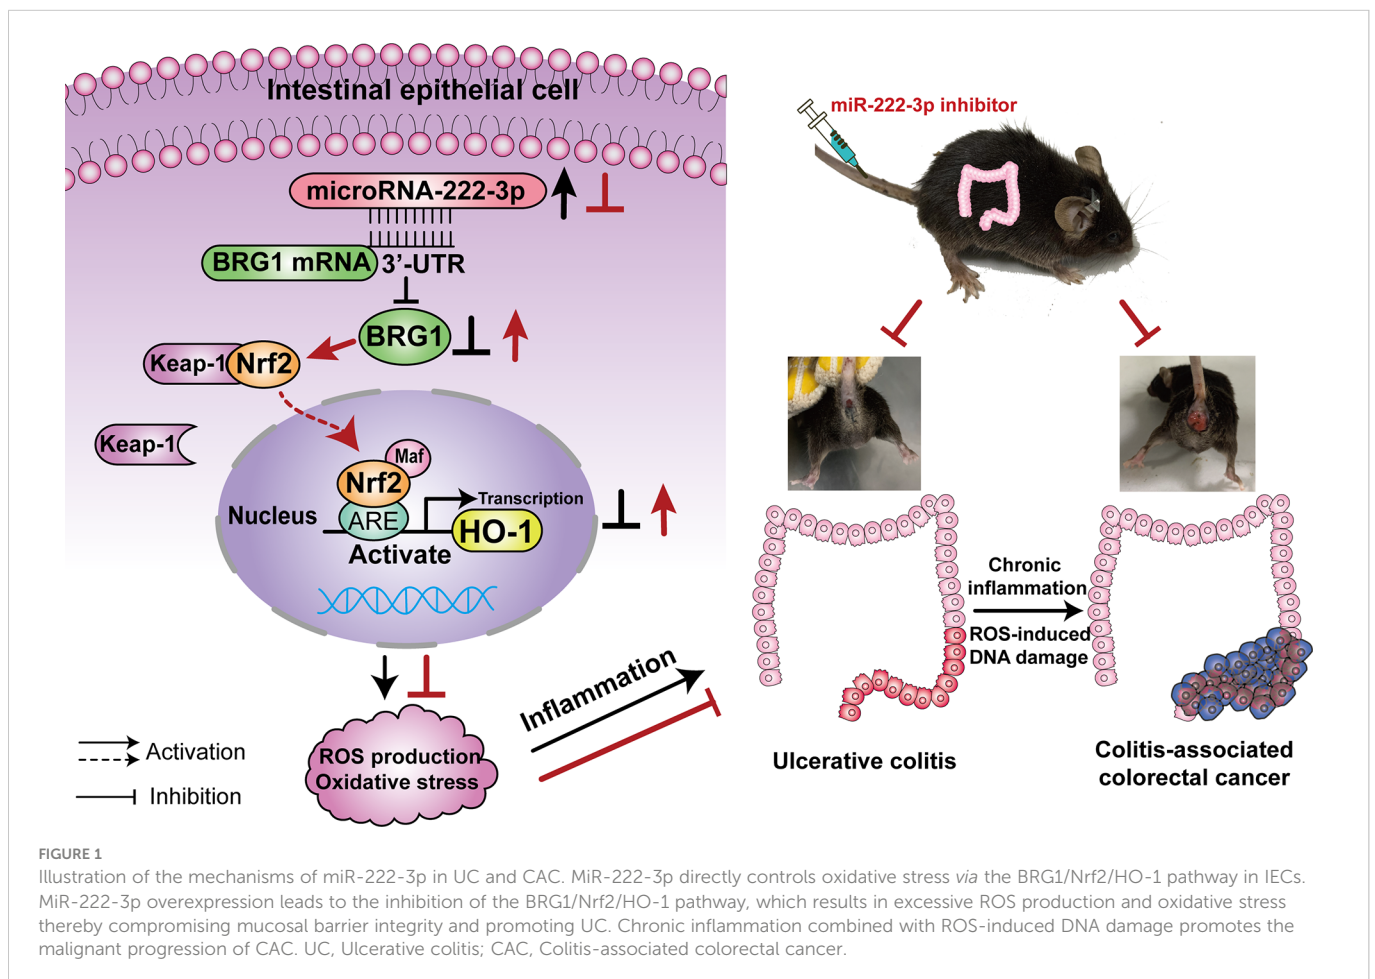 Intestinal epithelial cell
microRNA-222-3p
BRG1 mRNA 3’-UTR
BRG1
Keap-1 Nrf2
Keap-1
Maf
Nrf2
ARE
Transcription
Nucleus
HO-1
Activate
ROS production
Oxidative stress
Activation
Inhibition
Inflammation
miR-222-3p inhibitor
Chronic
inflammation
ROS-induced
DNA damage
Ulcerative colitis
Colitis-associated
colorectal cancer
FIGURE 1
Illustration of the mechanisms of miR-222-3p in UC and CAC. MiR-222-3p directly controls oxidative stress via the BRG1/Nrf2/HO-1 pathway in IECs.
MiR-222-3p overexpression leads to the inhibition of the BRG1/Nrf2/HO-1 pathway, which results in excessive ROS production and oxidative stress
thereby compromising mucosal barrier integrity and promoting UC. Chronic inflammation combined with ROS-induced DNA damage promotes the
malignant progression of CAC. UC, Ulcerative colitis; CAC, Colitis-associated colorectal cancer.